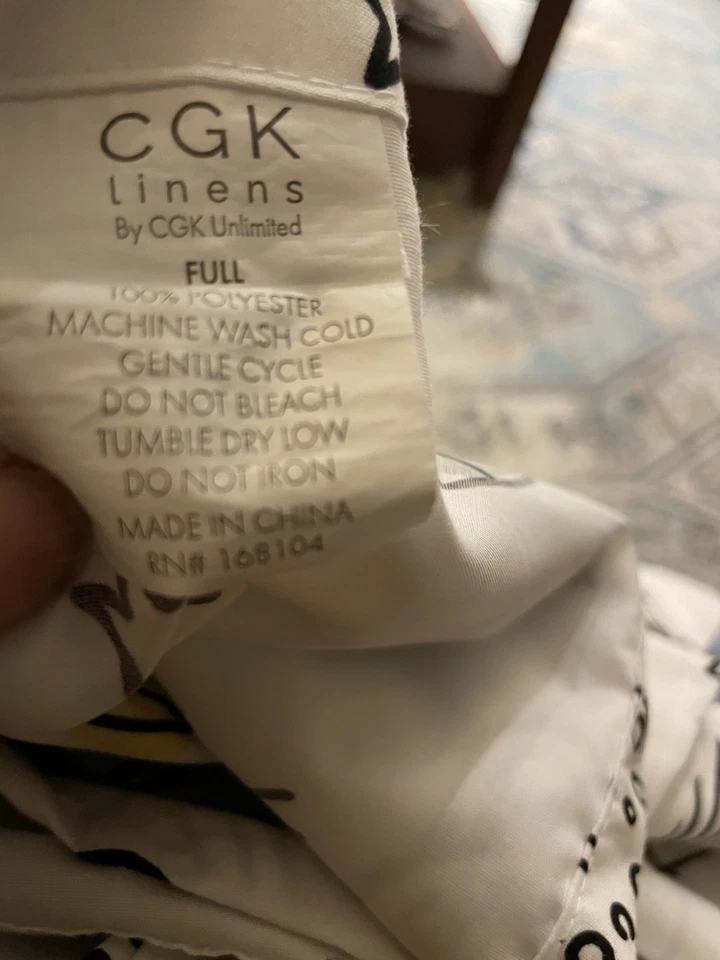 CGK
linens
By CGK Unlimited
FULL
100% POLYESTER
MACHINE WASH COLD
GENTLE CYCLE
DO NOT BLEACH
TUMBLE DRY LOW
DO NOT IRON
MADE IN CHINA
RN# 168104